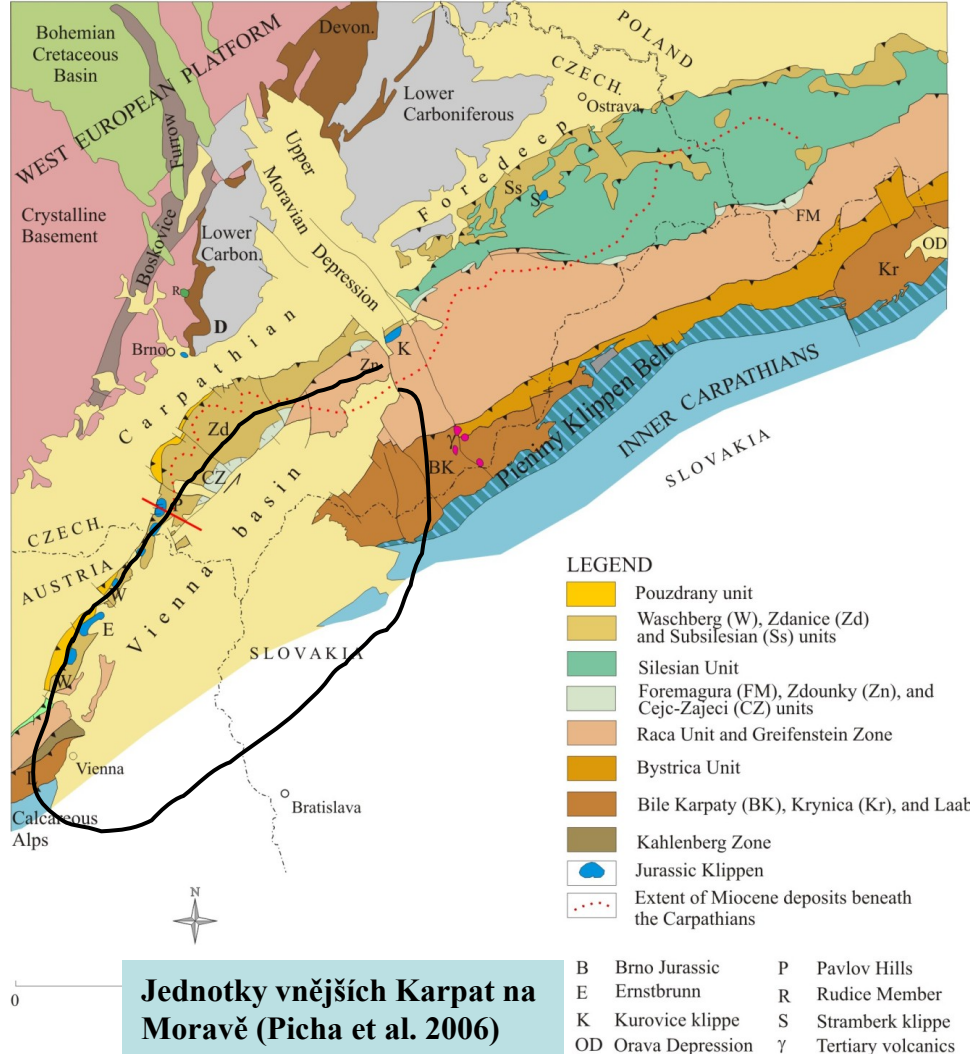 Bohemian
Cretaceous
Basin
Devon.
POLAND
CZECH.
Ostrava
WEST EUROPEAN PLATFORM
Furrow
Boskovice
Lower
Carboniferous
Upper
Moravian
Depression
Foredeep
Ss
S
FM
OD
Kr
Crystalline
Basement
Lower
Carbon.
R
D
Brno
K
Zn
Carpathian
Zd
CZ
P
γ
BK
Pieniny Klippen Belt
INNER CARPATHIANS
SLOVAKIA
CZECH.
AUSTRIA
Vienna basin
W
E
W
SLOVAKIA
Vienna
L
Bratislava
Calcareous
Alps
N
0
LEGEND
Pouzdrany unit
Waschberg (W), Zdanice (Zd)
and Subsilesian (Ss) units
Silesian Unit
Foremagura (FM), Zdounky (Zn), and
Cejc-Zajeci (CZ) units
Raca Unit and Greifenstein Zone
Bystrica Unit
Bile Karpaty (BK), Krynica (Kr), and Laab
Kahlenberg Zone
Jurassic Klippen
Extent of Miocene deposits beneath
the Carpathians
B Brno Jurassic P Pavlov Hills
E Ernstbrunn R Rudice Member
K Kurovice klippe S Stramberk klippe
OD Orava Depression γ Tertiary volcanics
Jednotky vnějších Karpat na
Moravě (Picha et al. 2006)